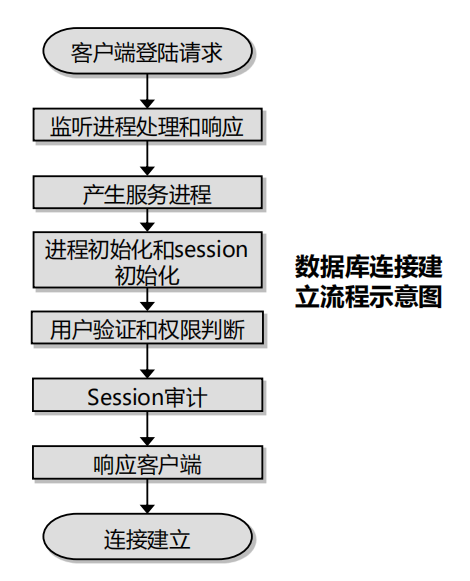 客户端登陆请求
监听进程处理和响应
产生服务进程
进程初始化和session
初始化
数据库连接建
立流程示意图
用户验证和权限判断
Session审计
响应客户端
连接建立